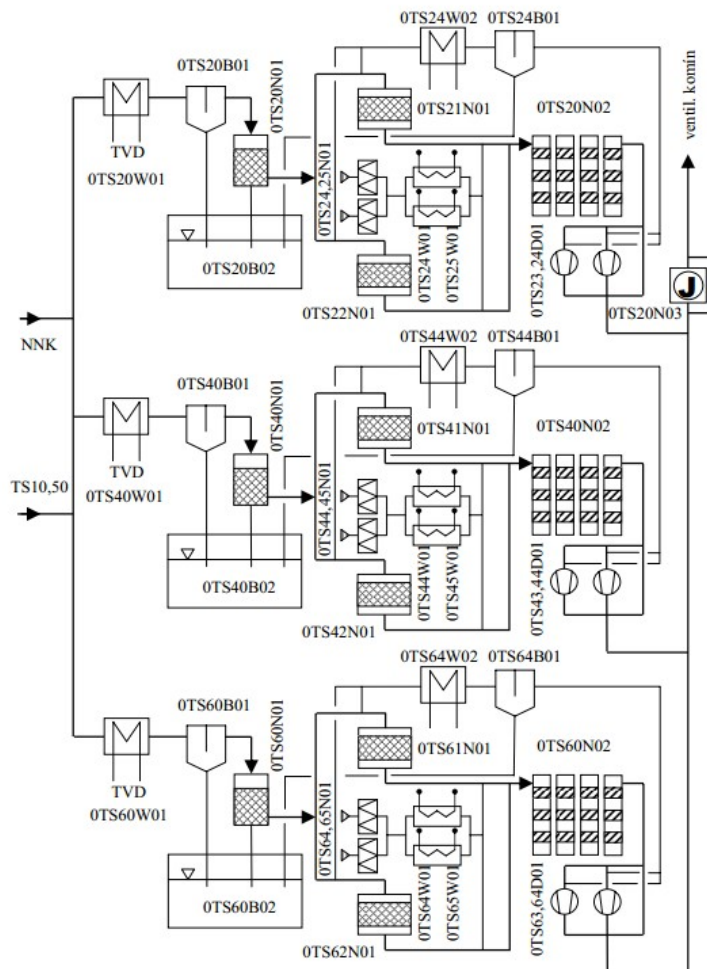 0TS24W02
0TS24B01
0TS20B01
0TS20N01
TVD
0TS20W01
0TS24,25N01
0TS21N01
0TS20N02
ventil. komín
0TS20B02
0TS24W01
0TS25W01
0TS23,24D01
0TS22N01
J
0TS20N03
NNK
0TS44W02
0TS44B01
0TS40B01
0TS40N01
TVD
0TS40W01
0TS44,45N01
0TS41N01
0TS40N02
TS10,50
0TS40B02
0TS44W01
0TS45W01
0TS43,44D01
0TS42N01
0TS64W02
0TS64B01
0TS60B01
0TS60N01
TVD
0TS60W01
0TS64,65N01
0TS61N01
0TS60N02
0TS60B02
0TS64W01
0TS65W01
0TS63,64D01
0TS62N01